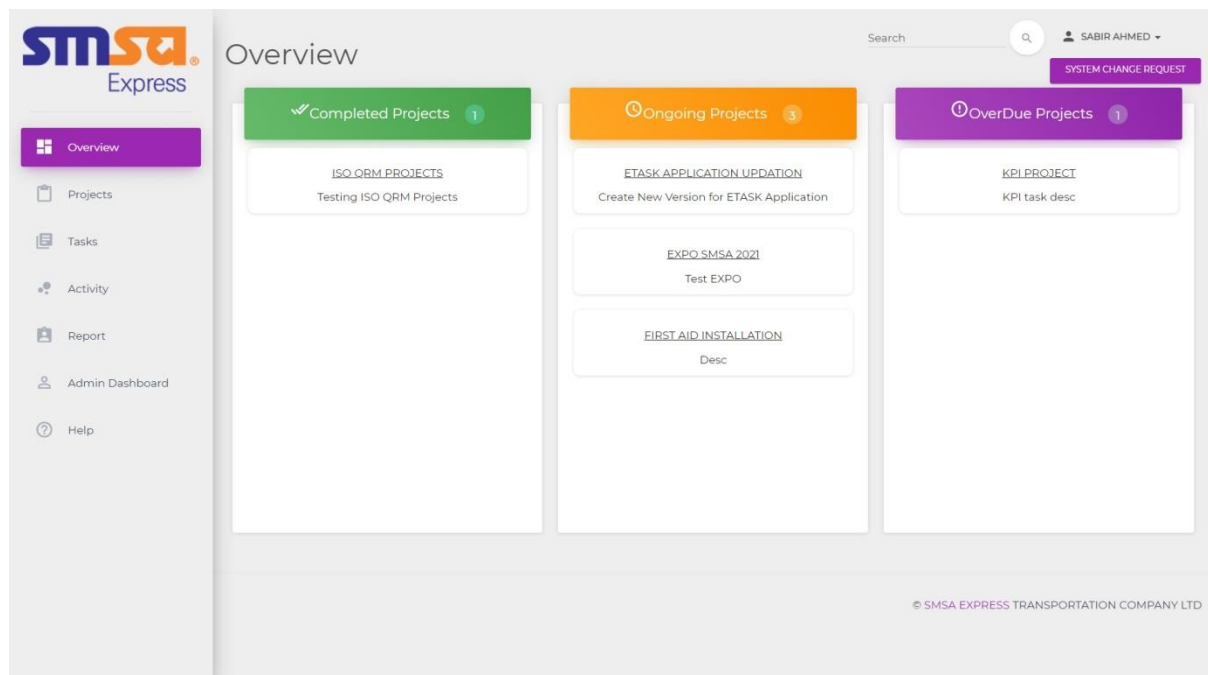 smsa
Express
Overview
Projects
Tasks
Activity
Report
Admin Dashboard
Help
Overview
Search
SABIR AHMED
SYSTEM CHANGE REQUEST
Completed Projects 1
ISO QRM PROJECTS
Testing ISO QRM Projects
Ongoing Projects 3
ETASK APPLICATION UPDATION
Create New Version for ETASK Application
EXPO SMSA 2021
Test EXPO
FIRST AID INSTALLATION
Desc
OverDue Projects 1
KPI PROJECT
KPI task desc
© SMSA EXPRESS TRANSPORTATION COMPANY LTD